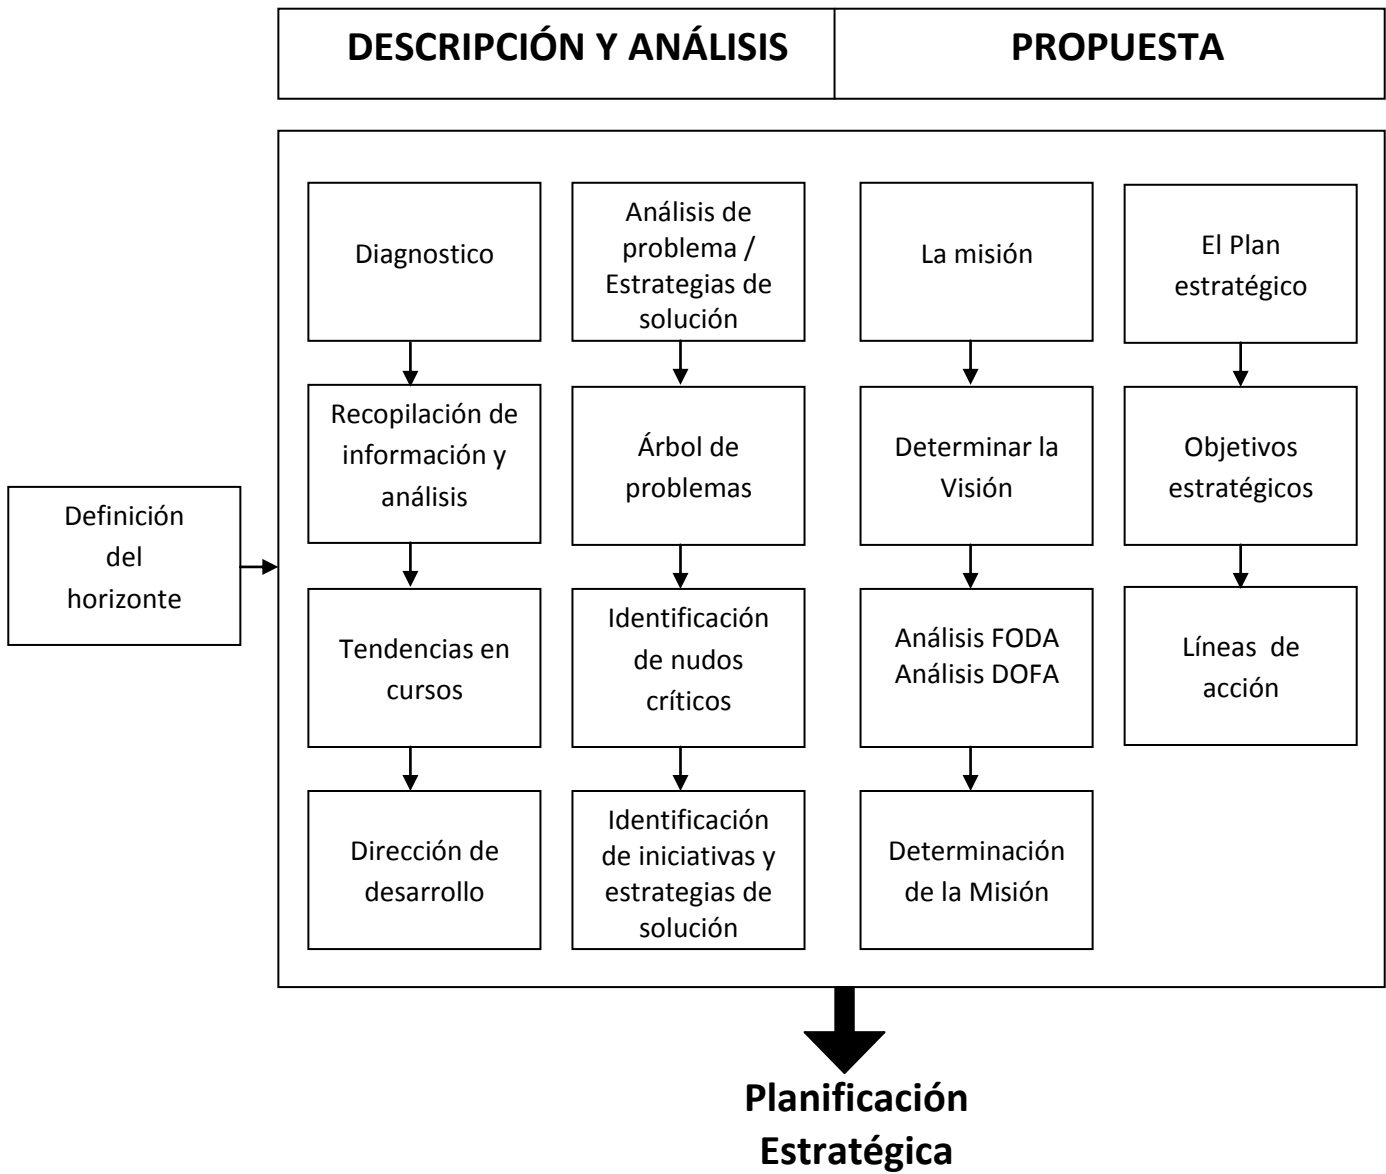 DESCRIPCIÓN Y ANÁLISIS
PROPUESTA
Definición
del
horizonte
Diagnostico
Recopilación de
información y
análisis
Tendencias en
cursos
Dirección de
desarrollo
Análisis de
problema /
Estrategias de
solución
Árbol de
problemas
Identificación
de nudos
críticos
Identificación
de iniciativas y
estrategias de
solución
La misión
Determinar la
Visión
Análisis FODA
Análisis DOFA
Determinación
de la Misión
El Plan
estratégico
Objetivos
estratégicos
Líneas de
acción
Planificación
Estratégica